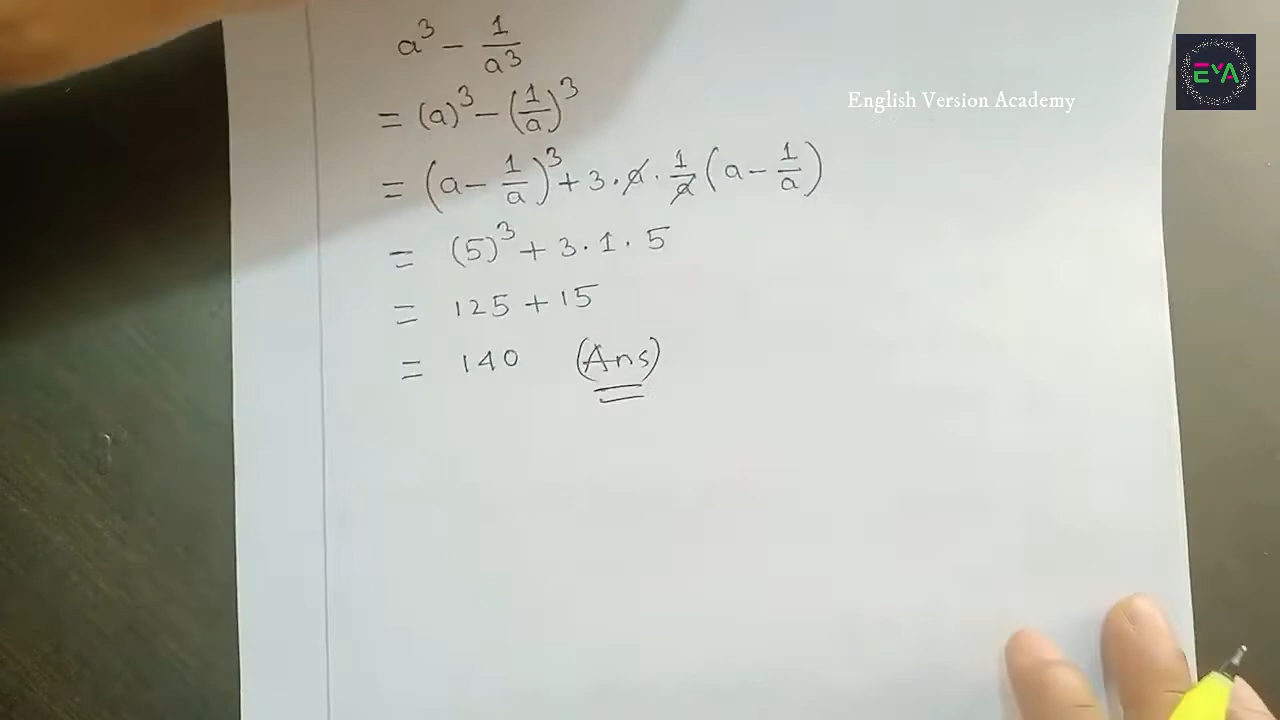 a³ - 1/a³
= (a)³ - (1/a)³
= (a - 1/a)³ + 3 · a · 1/a (a - 1/a)
= (5)³ + 3 · 1 · 5
= 125 + 15
= 140 (Ans)
English Version Academy
EYA